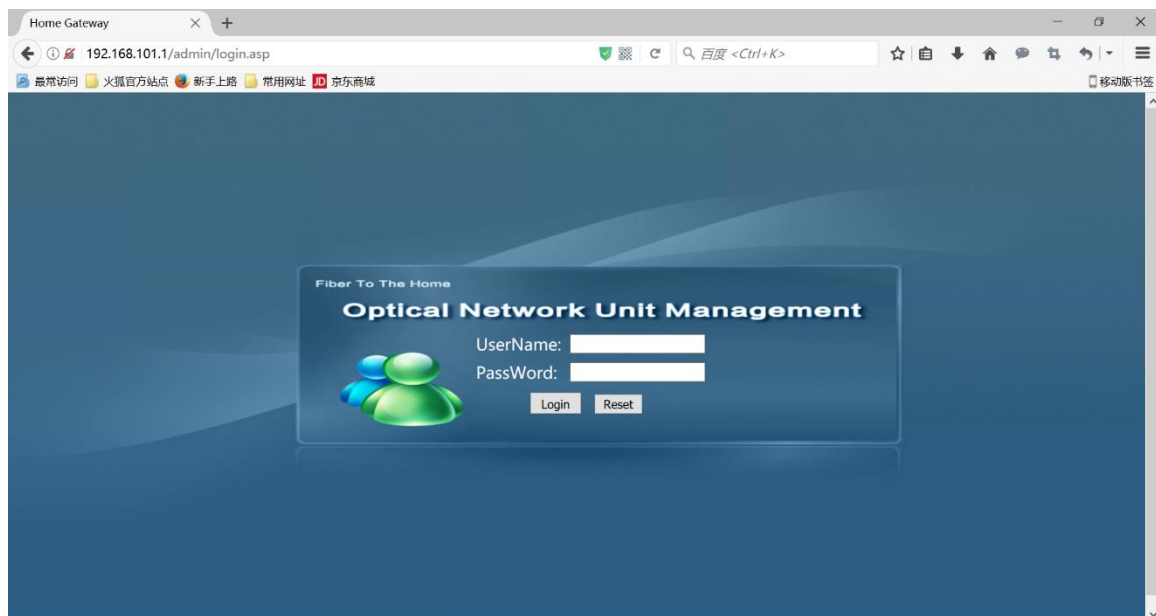 Home Gateway
192.168.101.1/admin/login.asp
百度 <Ctrl+K>
最常访问 火狐官方站点 新手上路 常用网址 JD 京东商城
移动版书签
Fiber To The Home
Optical Network Unit Management
UserName:
PassWord:
Login Reset